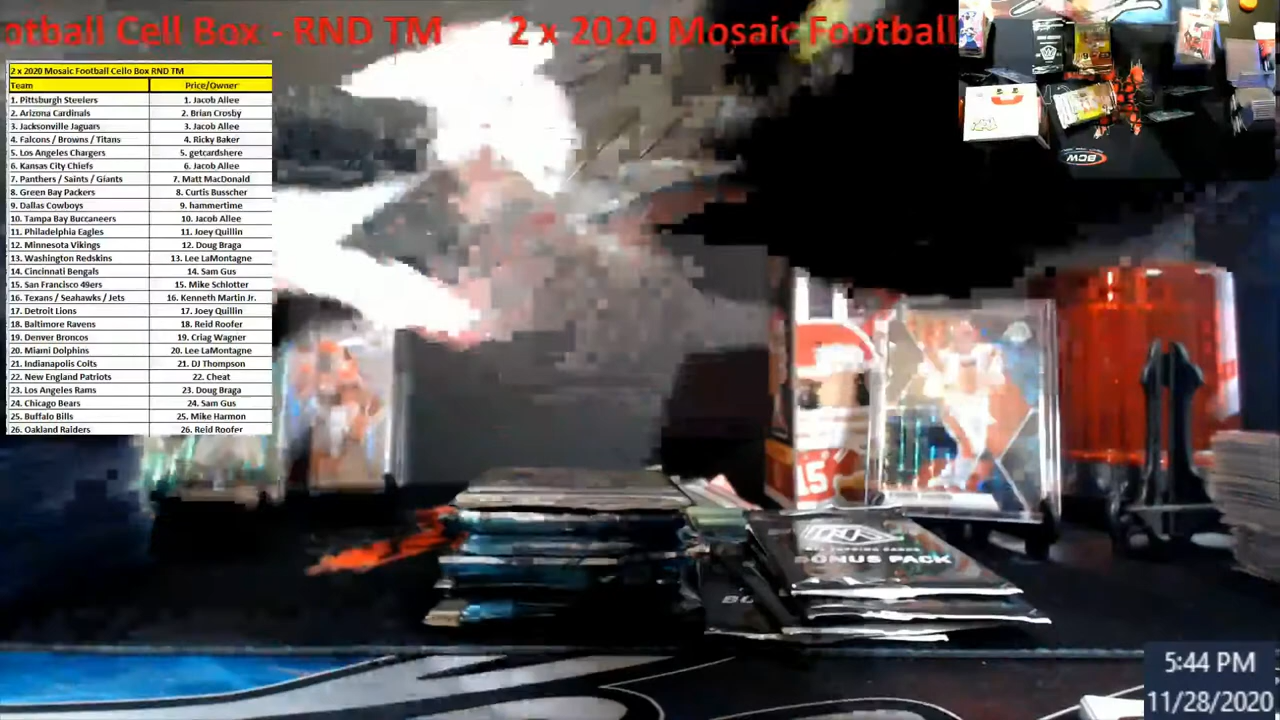 otball Cell Box - RND TM 2 x 2020 Mosaic Football
2 x 2020 Mosaic Football Cello Box RND TM
Team Price/Owner
1. Pittsburgh Steelers 1. Jacob Allee
2. Arizona Cardinals 2. Brian Crosby
3. Jacksonville Jaguars 3. Jacob Allee
4. Falcons / Browns / Titans 4. Ricky Baker
5. Los Angeles Chargers 5. getcardshere
6. Kansas City Chiefs 6. Jacob Allee
7. Panthers / Saints / Giants 7. Matt MacDonald
8. Green Bay Packers 8. Curtis Busscher
9. Dallas Cowboys 9. hammertime
10. Tampa Bay Buccaneers 10. Jacob Allee
11. Philadelphia Eagles 11. Joey Quillin
12. Minnesota Vikings 12. Doug Braga
13. Washington Redskins 13. Lee LaMontagne
14. Cincinnati Bengals 14. Sam Gus
15. San Francisco 49ers 15. Mike Schlotter
16. Texans / Seahawks / Jets 16. Kenneth Martin Jr.
17. Detroit Lions 17. Joey Quillin
18. Baltimore Ravens 18. Reid Roofer
19. Denver Broncos 19. Criag Wagner
20. Miami Dolphins 20. Lee LaMontagne
21. Indianapolis Colts 21. DJ Thompson
22. New England Patriots 22. Cheat
23. Los Angeles Rams 23. Doug Braga
24. Chicago Bears 24. Sam Gus
25. Buffalo Bills 25. Mike Harmon
26. Oakland Raiders 26. Reid Roofer
BCW
15
BONUS PACK
5:44 PM
11/28/2020